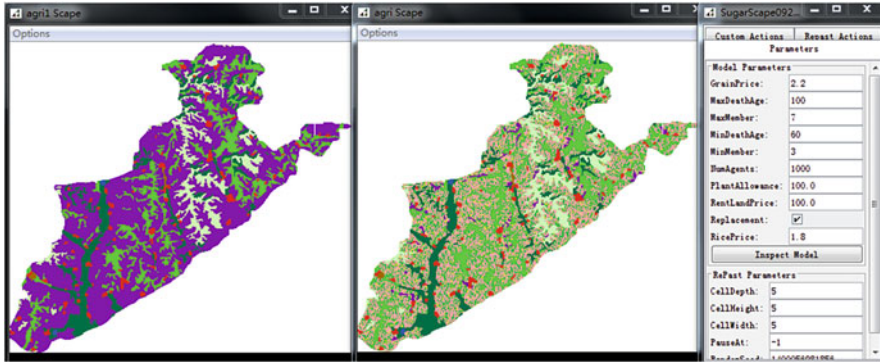 agri1 Scape
Options
agri Scape
Options
SugarScape092...
Custom Actions
Repast Actions
Parameters
Model Parameters
GrainPrice: 2.2
MaxDeathAge: 100
MaxMember: 7
MinDeathAge: 60
MinMember: 3
NumAgents: 1000
PlantAllowance: 100.0
RentLandPrice: 100.0
Replacement:
RicePrice: 1.8
Inspect Model
RePast Parameters
CellDepth: 5
CellHeight: 5
CellWidth: 5
PauseAt: -1